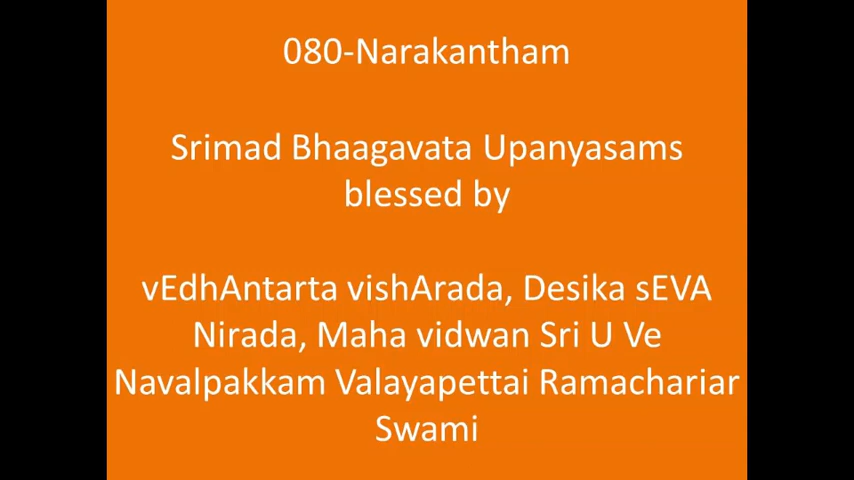 080-Narakantham
Srimad Bhaagavata Upanyasams
blessed by
vEdhAntarta vishArada, Desika sEVA
Nirada, Maha vidwan Sri U Ve
Navalpakkam Valayapettai Ramachariar
Swami